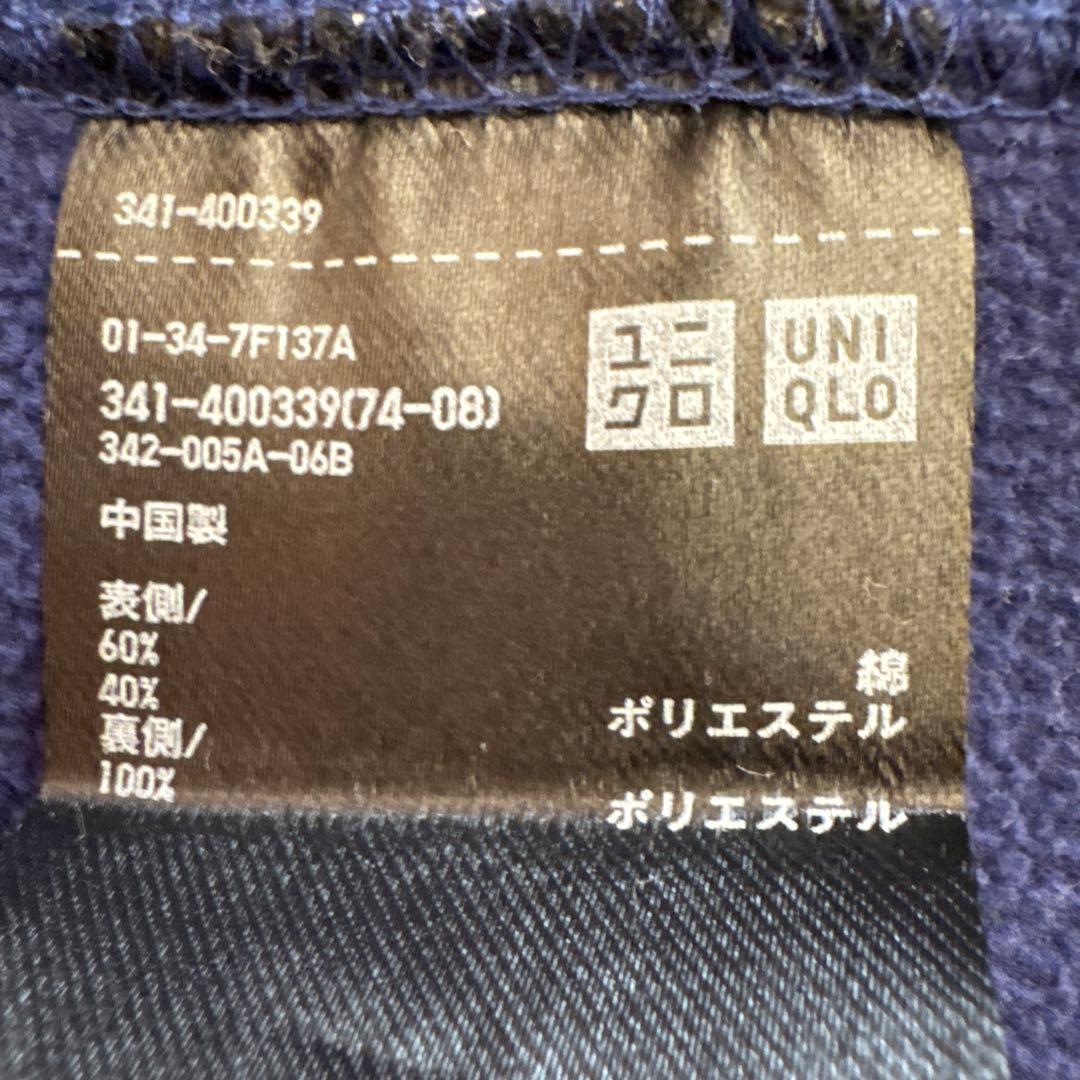 341-400339
01-34-7F137A
341-400339(74-08)
342-005A-06B
ユニ
クロ
UNI
QLO
中国製
表側/
60% 綿
40% ポリエステル
裏側/
100% ポリエステル